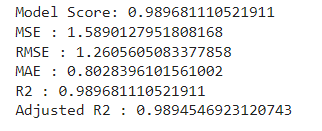 Model Score: 0.989681110521911
MSE : 1.5890127951808168
RMSE : 1.2605605083377858
MAE : 0.8028396101561002
R2 : 0.989681110521911
Adjusted R2 : 0.9894546923120743